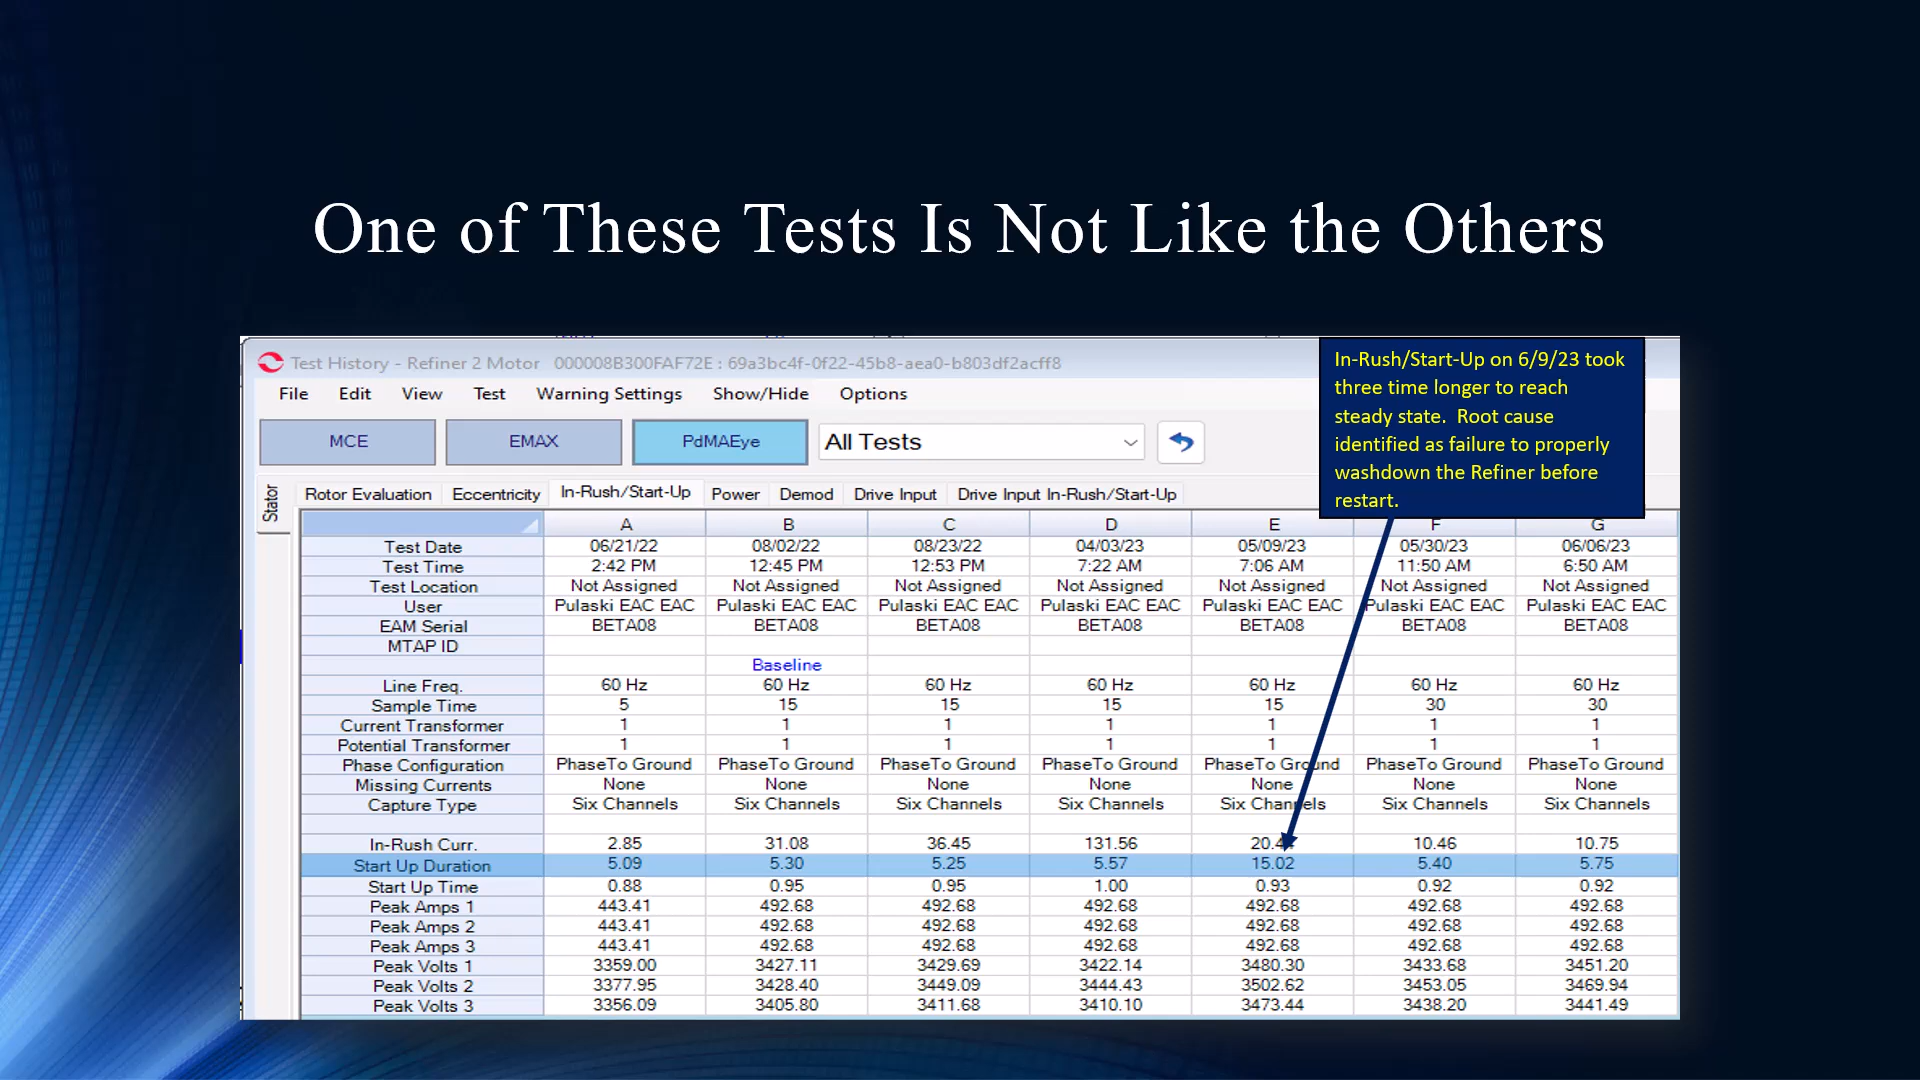 One of These Tests Is Not Like the Others
Test History - Refiner 2 Motor 000008B300FAF72E : 69a3bc4f-0f22-45b8-aea0-b803df2acff8
In-Rush/Start-Up on 6/9/23 took
three time longer to reach
steady state. Root cause
identified as failure to properly
washdown the Refiner before
restart.
File Edit View Test Warning Settings Show/Hide Options
MCE EMAX PdMAEye All Tests
Stator
Rotor Evaluation Eccentricity In-Rush/Start-Up Power Demod Drive Input Drive Input In-Rush/Start-Up
A B C D E F G
Test Date 06/21/22 08/02/22 08/23/22 04/03/23 05/09/23 05/30/23 06/06/23
Test Time 2:42 PM 12:45 PM 12:53 PM 7:22 AM 7:06 AM 11:50 AM 6:50 AM
Test Location Not Assigned Not Assigned Not Assigned Not Assigned Not Assigned Not Assigned Not Assigned
User Pulaski EAC EAC Pulaski EAC EAC Pulaski EAC EAC Pulaski EAC EAC Pulaski EAC EAC Pulaski EAC EAC Pulaski EAC EAC
EAM Serial BETA08 BETA08 BETA08 BETA08 BETA08 BETA08 BETA08
MTAP ID
Baseline
Line Freq. 60 Hz 60 Hz 60 Hz 60 Hz 60 Hz 60 Hz 60 Hz
Sample Time 5 15 15 15 15 30 30
Current Transformer 1 1 1 1 1 1 1
Potential Transformer 1 1 1 1 1 1 1
Phase Configuration PhaseTo Ground PhaseTo Ground PhaseTo Ground PhaseTo Ground PhaseTo Ground PhaseTo Ground PhaseTo Ground
Missing Currents None None None None None None None
Capture Type Six Channels Six Channels Six Channels Six Channels Six Channels Six Channels Six Channels
In-Rush Curr. 2.85 31.08 36.45 131.56 10.46 10.75
Start Up Duration 5.09 5.30 5.25 5.57 15.02 5.40 5.75
Start Up Time 0.88 0.95 0.95 1.00 0.93 0.92 0.92
Peak Amps 1 443.41 492.68 492.68 492.68 492.68 492.68 492.68
Peak Amps 2 443.41 492.68 492.68 492.68 492.68 492.68 492.68
Peak Amps 3 443.41 492.68 492.68 492.68 492.68 492.68 492.68
Peak Volts 1 3359.00 3427.11 3429.69 3422.14 3480.30 3433.68 3451.20
Peak Volts 2 3377.95 3428.40 3449.09 3444.43 3502.62 3453.05 3469.94
Peak Volts 3 3356.09 3405.80 3411.68 3410.10 3473.44 3438.20 3441.49